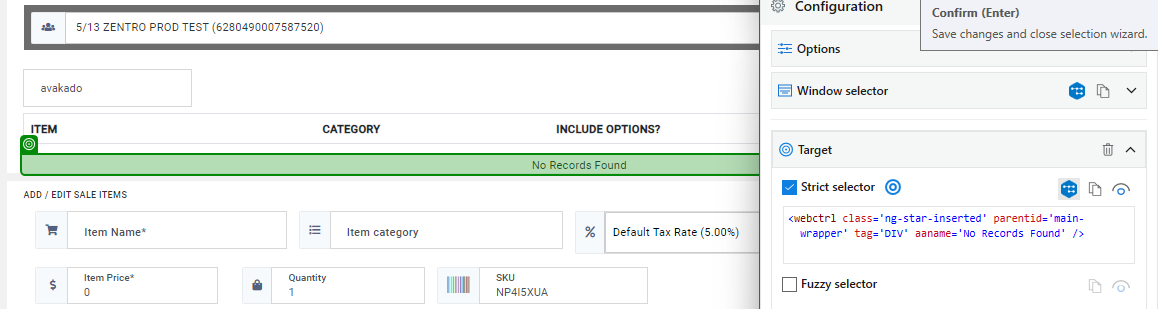 5/13 ZENTRO PROD TEST (6280490007587520)
avakado
ITEM CATEGORY INCLUDE OPTIONS?
No Records Found
ADD / EDIT SALE ITEMS
Item Name* Item category % Default Tax Rate (5.00%)
$ Item Price* Quantity SKU
0 1 NP4I5XUA
Configuration
Confirm (Enter)
Save changes and close selection wizard.
Options
Window selector
Target
Strict selector
<webctrl class='ng-star-inserted' parentid='main-
wrapper' tag='DIV' aaname='No Records Found' />
Fuzzy selector